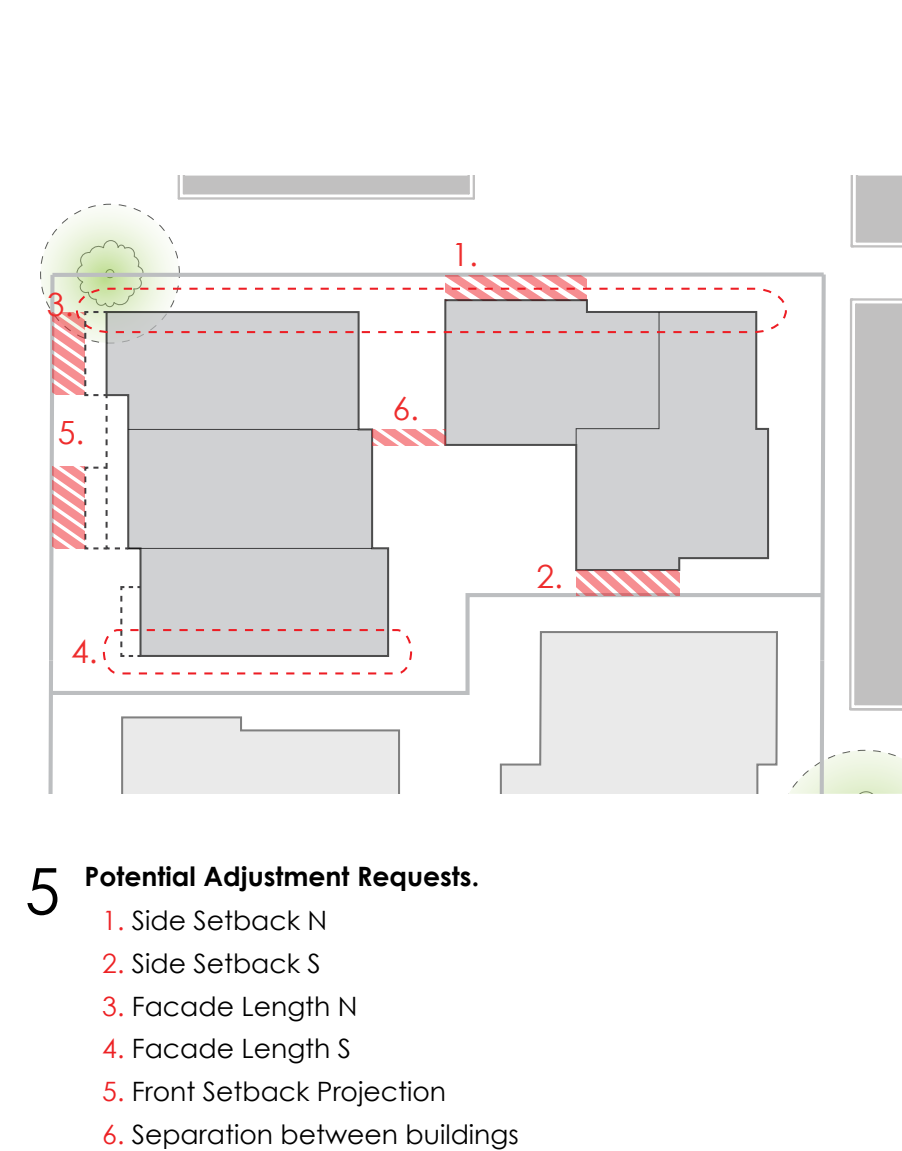 1.
3.
6.
5.
2.
4.
5 Potential Adjustment Requests.
1. Side Setback N
2. Side Setback S
3. Facade Length N
4. Facade Length S
5. Front Setback Projection
6. Separation between buildings